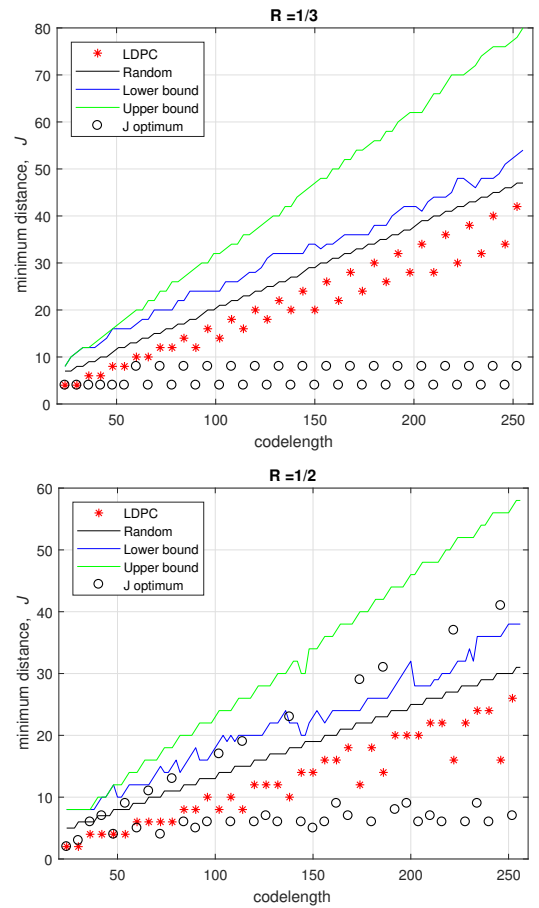 R =1/3
80
70
60
50
40
30
20
10
0
minimum distance, J
LDPC
Random
Lower bound
Upper bound
J optimum
50 100 150 200 250
codelength
R =1/2
60
50
40
30
20
10
0
minimum distance, J
LDPC
Random
Lower bound
Upper bound
J optimum
50 100 150 200 250
codelength